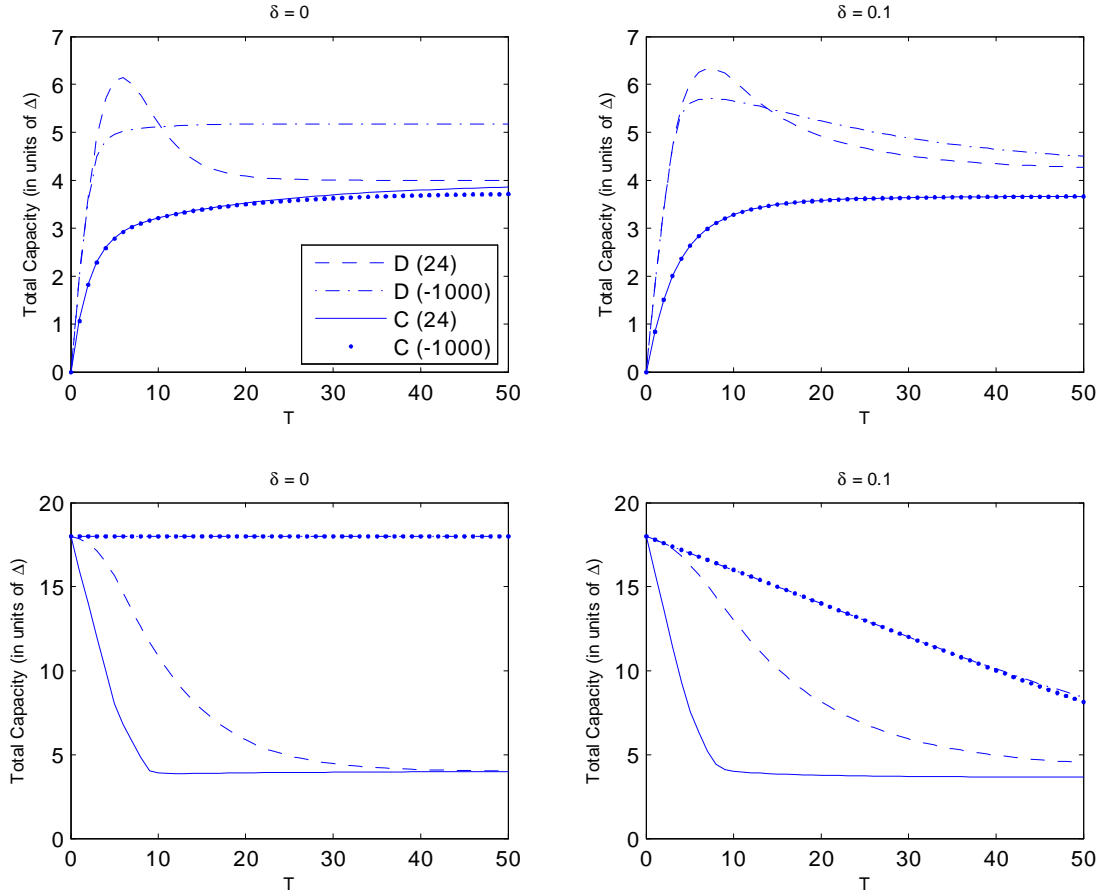 δ = 0
7
6
5
4
3
2
1
0
Total Capacity (in units of Δ)
0 10 20 30 40 50
T
D (24)
D (-1000)
C (24)
C (-1000)
δ = 0.1
7
6
5
4
3
2
1
0
Total Capacity (in units of Δ)
0 10 20 30 40 50
T
δ = 0
20
15
10
5
0
Total Capacity (in units of Δ)
0 10 20 30 40 50
T
δ = 0.1
20
15
10
5
0
Total Capacity (in units of Δ)
0 10 20 30 40 50
T